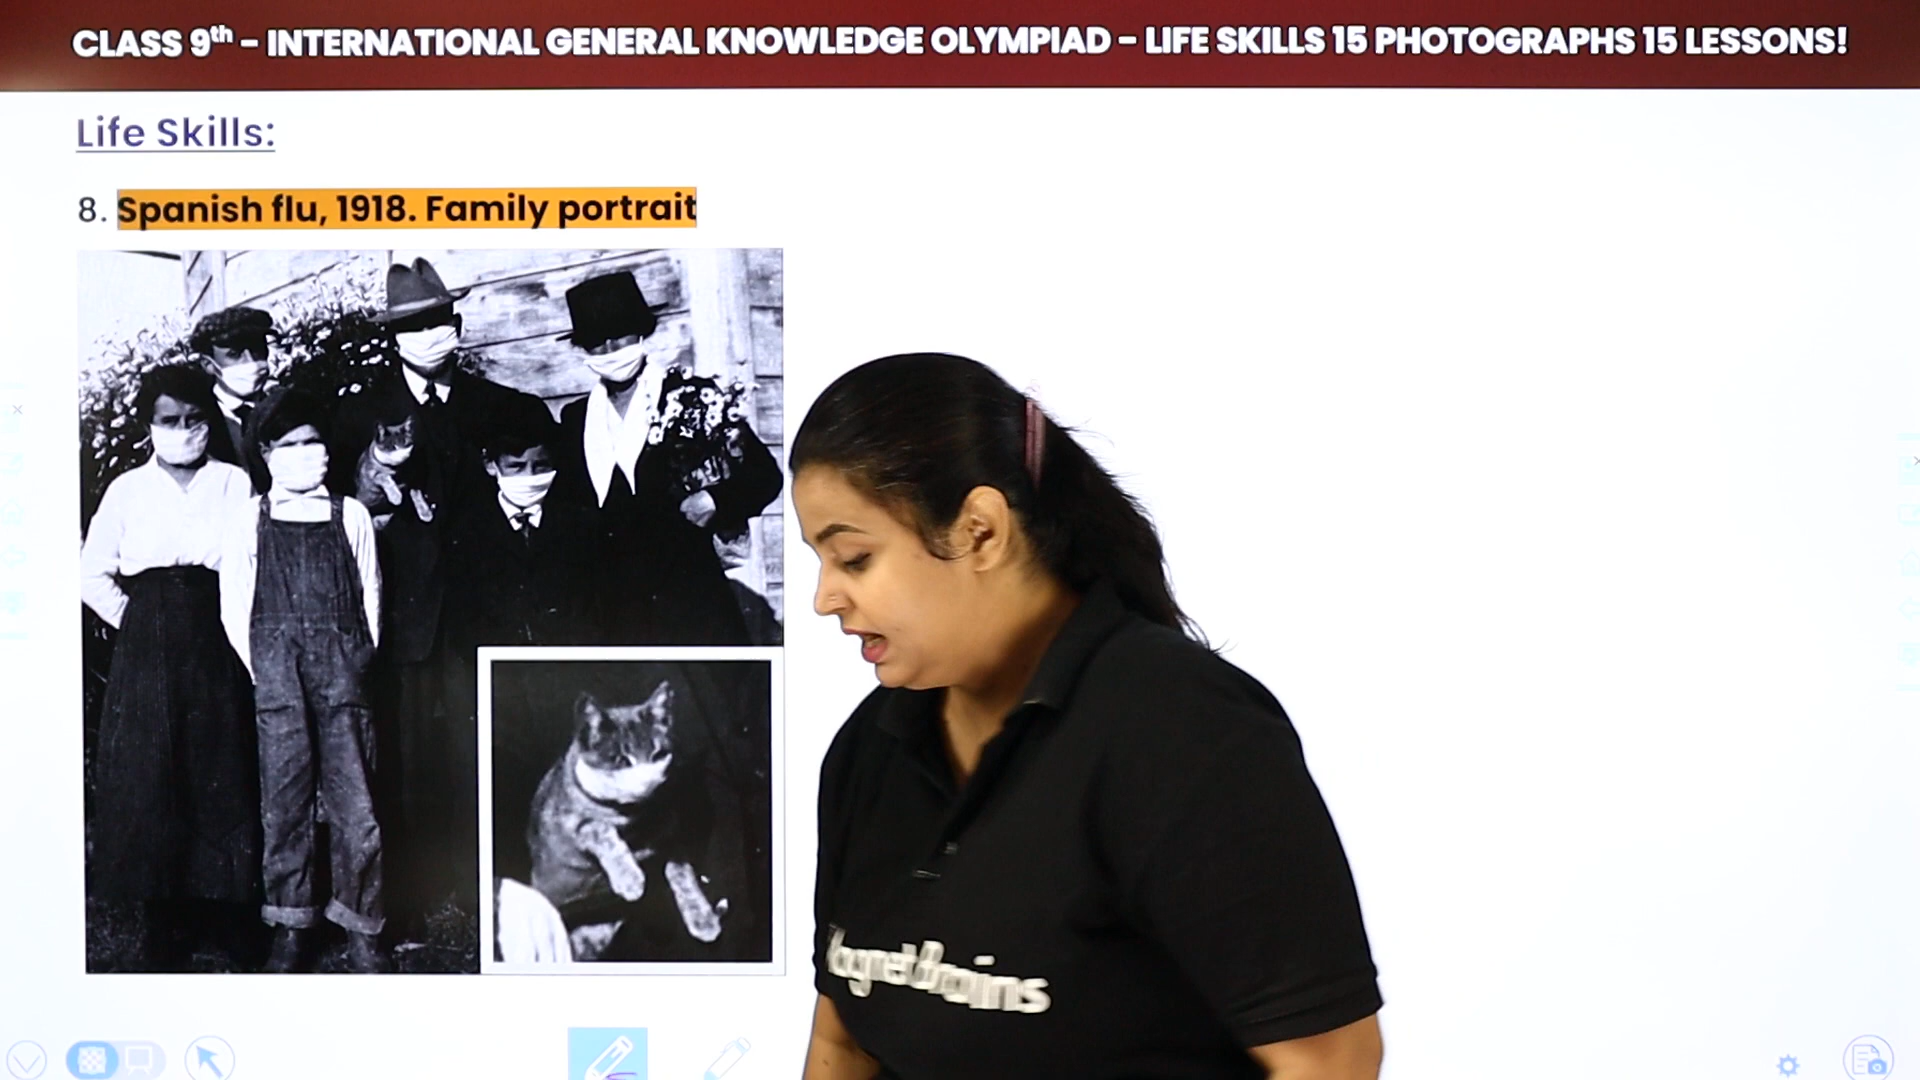 CLASS 9th – INTERNATIONAL GENERAL KNOWLEDGE OLYMPIAD – LIFE SKILLS 15 PHOTOGRAPHS 15 LESSONS!
Life Skills:
8. Spanish flu, 1918. Family portrait
MagnetBrains